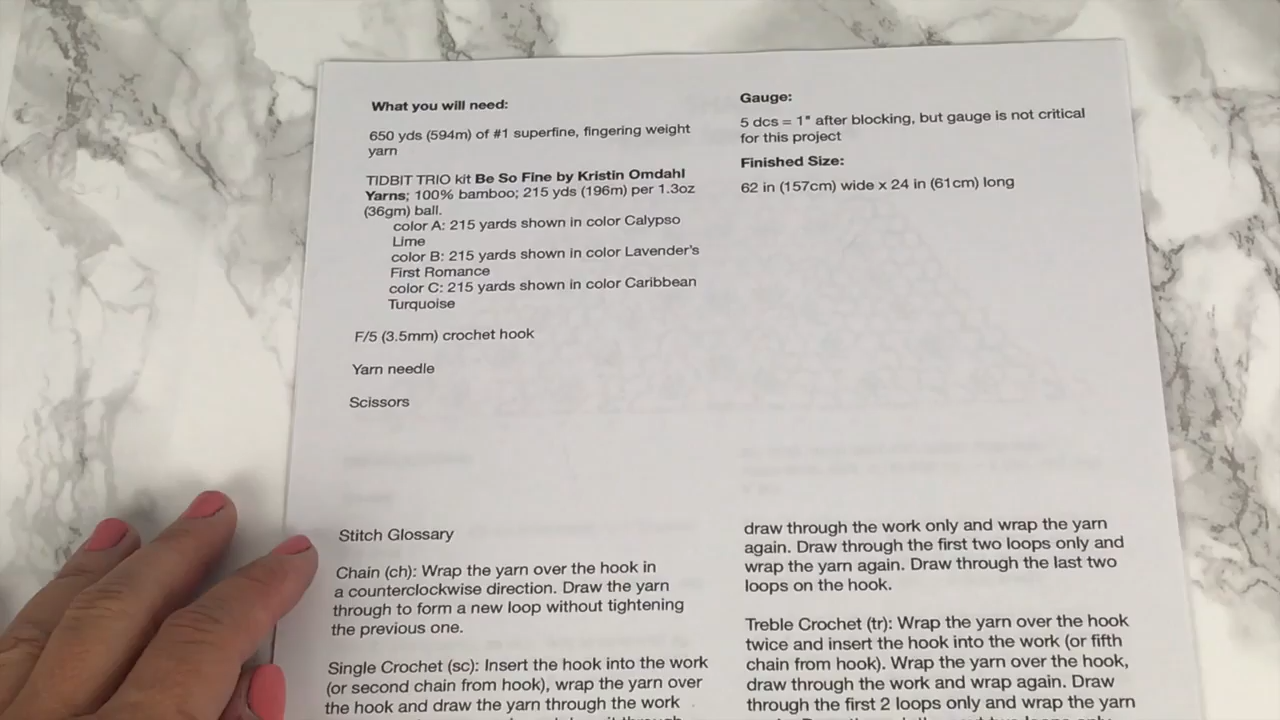 What you will need:
650 yds (594m) of #1 superfine, fingering weight
yarn
TIDBIT TRIO kit Be So Fine by Kristin Omdahl
Yarns; 100% bamboo; 215 yds (196m) per 1.3oz
(36gm) ball.
color A: 215 yards shown in color Calypso
Lime
color B: 215 yards shown in color Lavender's
First Romance
color C: 215 yards shown in color Caribbean
Turquoise
F/5 (3.5mm) crochet hook
Yarn needle
Scissors
Gauge:
5 dcs = 1" after blocking, but gauge is not critical
for this project
Finished Size:
62 in (157cm) wide x 24 in (61cm) long
Stitch Glossary
Chain (ch): Wrap the yarn over the hook in
a counterclockwise direction. Draw the yarn
through to form a new loop without tightening
the previous one.
Single Crochet (sc): Insert the hook into the work
(or second chain from hook), wrap the yarn over
the hook and draw the yarn through the work
draw through the work only and wrap the yarn
again. Draw through the first two loops only and
wrap the yarn again. Draw through the last two
loops on the hook.
Treble Crochet (tr): Wrap the yarn over the hook
twice and insert the hook into the work (or fifth
chain from hook). Wrap the yarn over the hook,
draw through the work and wrap again. Draw
through the first 2 loops only and wrap the yarn